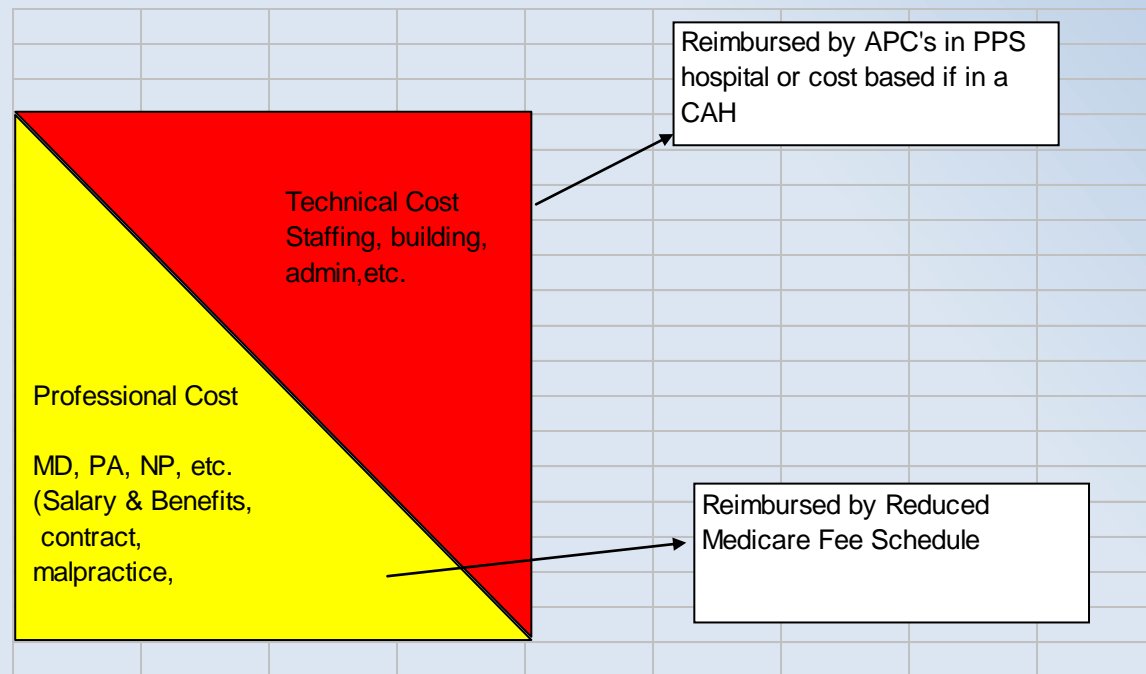 Reimbursed by APC's in PPS
hospital or cost based if in a
CAH
Technical Cost
Staffing, building,
admin,etc.
Professional Cost
MD, PA, NP, etc.
(Salary & Benefits,
contract,
malpractice,
Reimbursed by Reduced
Medicare Fee Schedule